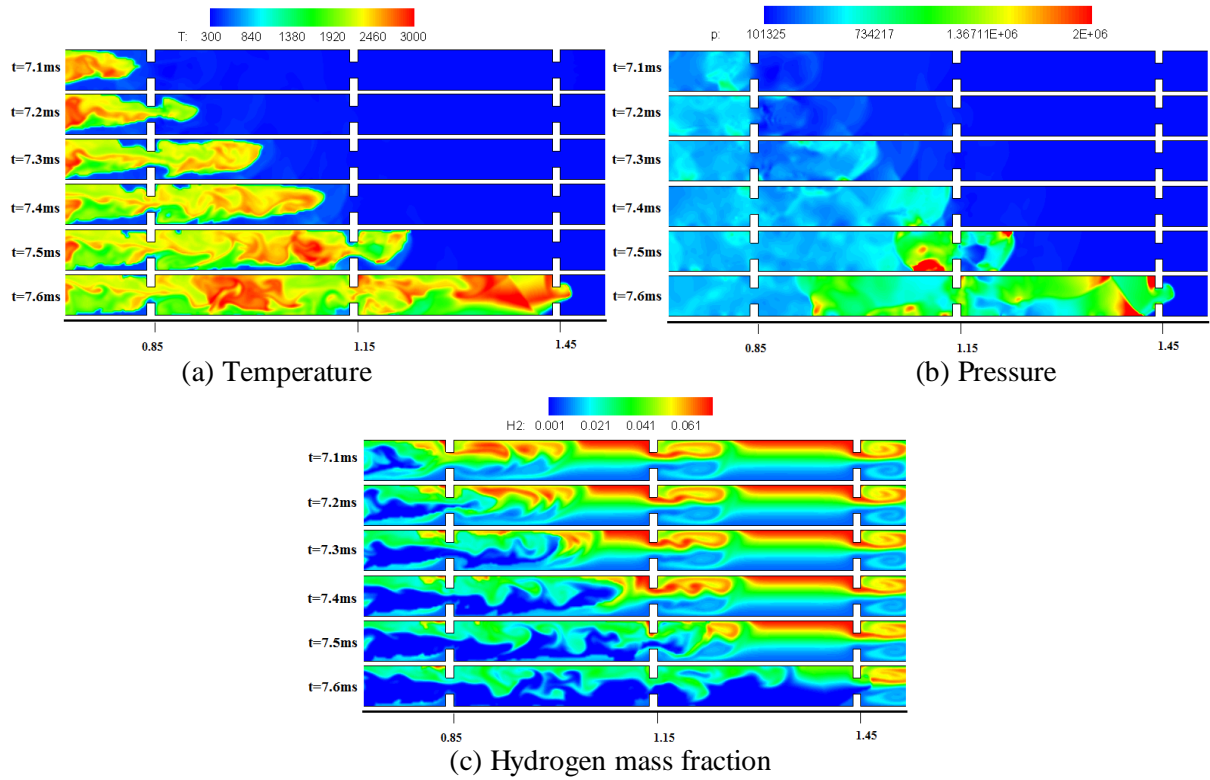 T: 300 840 1380 1920 2460 3000
t=7.1ms
t=7.2ms
t=7.3ms
t=7.4ms
t=7.5ms
t=7.6ms
0.85 1.15 1.45
(a) Temperature
p: 101325 734217 1.36711E+06 2E+06
t=7.1ms
t=7.2ms
t=7.3ms
t=7.4ms
t=7.5ms
t=7.6ms
0.85 1.15 1.45
(b) Pressure
H2: 0.001 0.021 0.041 0.061
t=7.1ms
t=7.2ms
t=7.3ms
t=7.4ms
t=7.5ms
t=7.6ms
0.85 1.15 1.45
(c) Hydrogen mass fraction